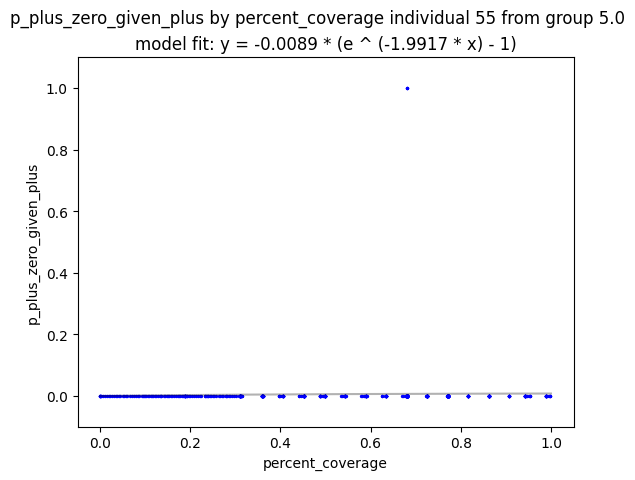 p_plus_zero_given_plus by percent_coverage individual 55 from group 5.0
model fit: y = -0.0089 * (e ^ (-1.9917 * x) - 1)
1.0
0.8
0.6
0.4
0.2
0.0
p_plus_zero_given_plus
0.0 0.2 0.4 0.6 0.8 1.0
percent_coverage